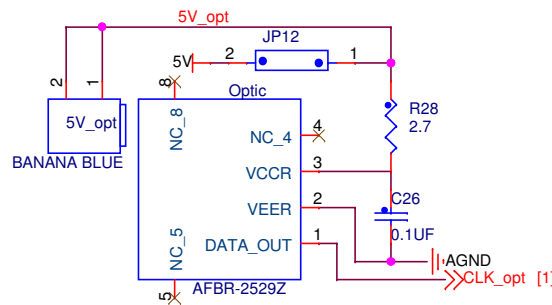 5V_opt
JP12
5V 2 1
2 1
8
Optic
5V_opt
R28
2.7
BANANA BLUE
NC_8
NC_4 4
VCCR 3
VEER 2
C26
0.1UF
NC_5
DATA_OUT 1
AGND
CLK_opt [1]
5
AFBR-2529Z